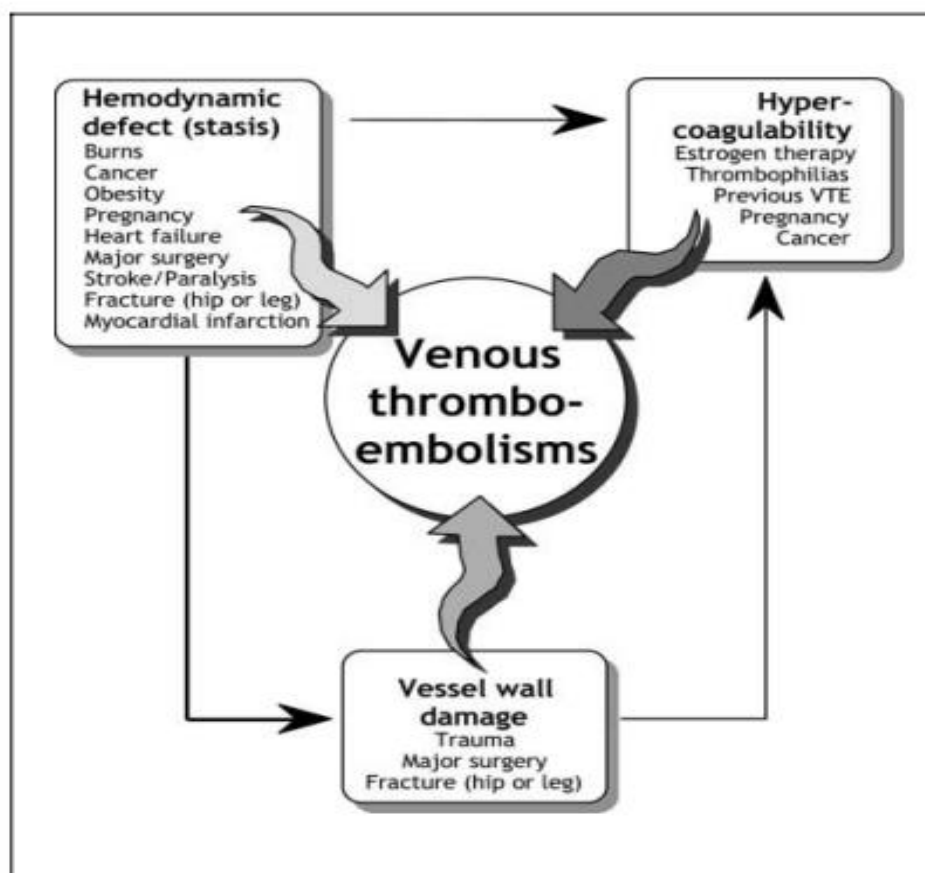 Hemodynamic
defect (stasis)
Burns
Cancer
Obesity
Pregnancy
Heart failure
Major surgery
Stroke/Paralysis
Fracture (hip or leg)
Myocardial infarction
Hyper-
coagulability
Estrogen therapy
Thrombophilias
Previous VTE
Pregnancy
Cancer
Venous
thrombo-
embolisms
Vessel wall
damage
Trauma
Major surgery
Fracture (hip or leg)